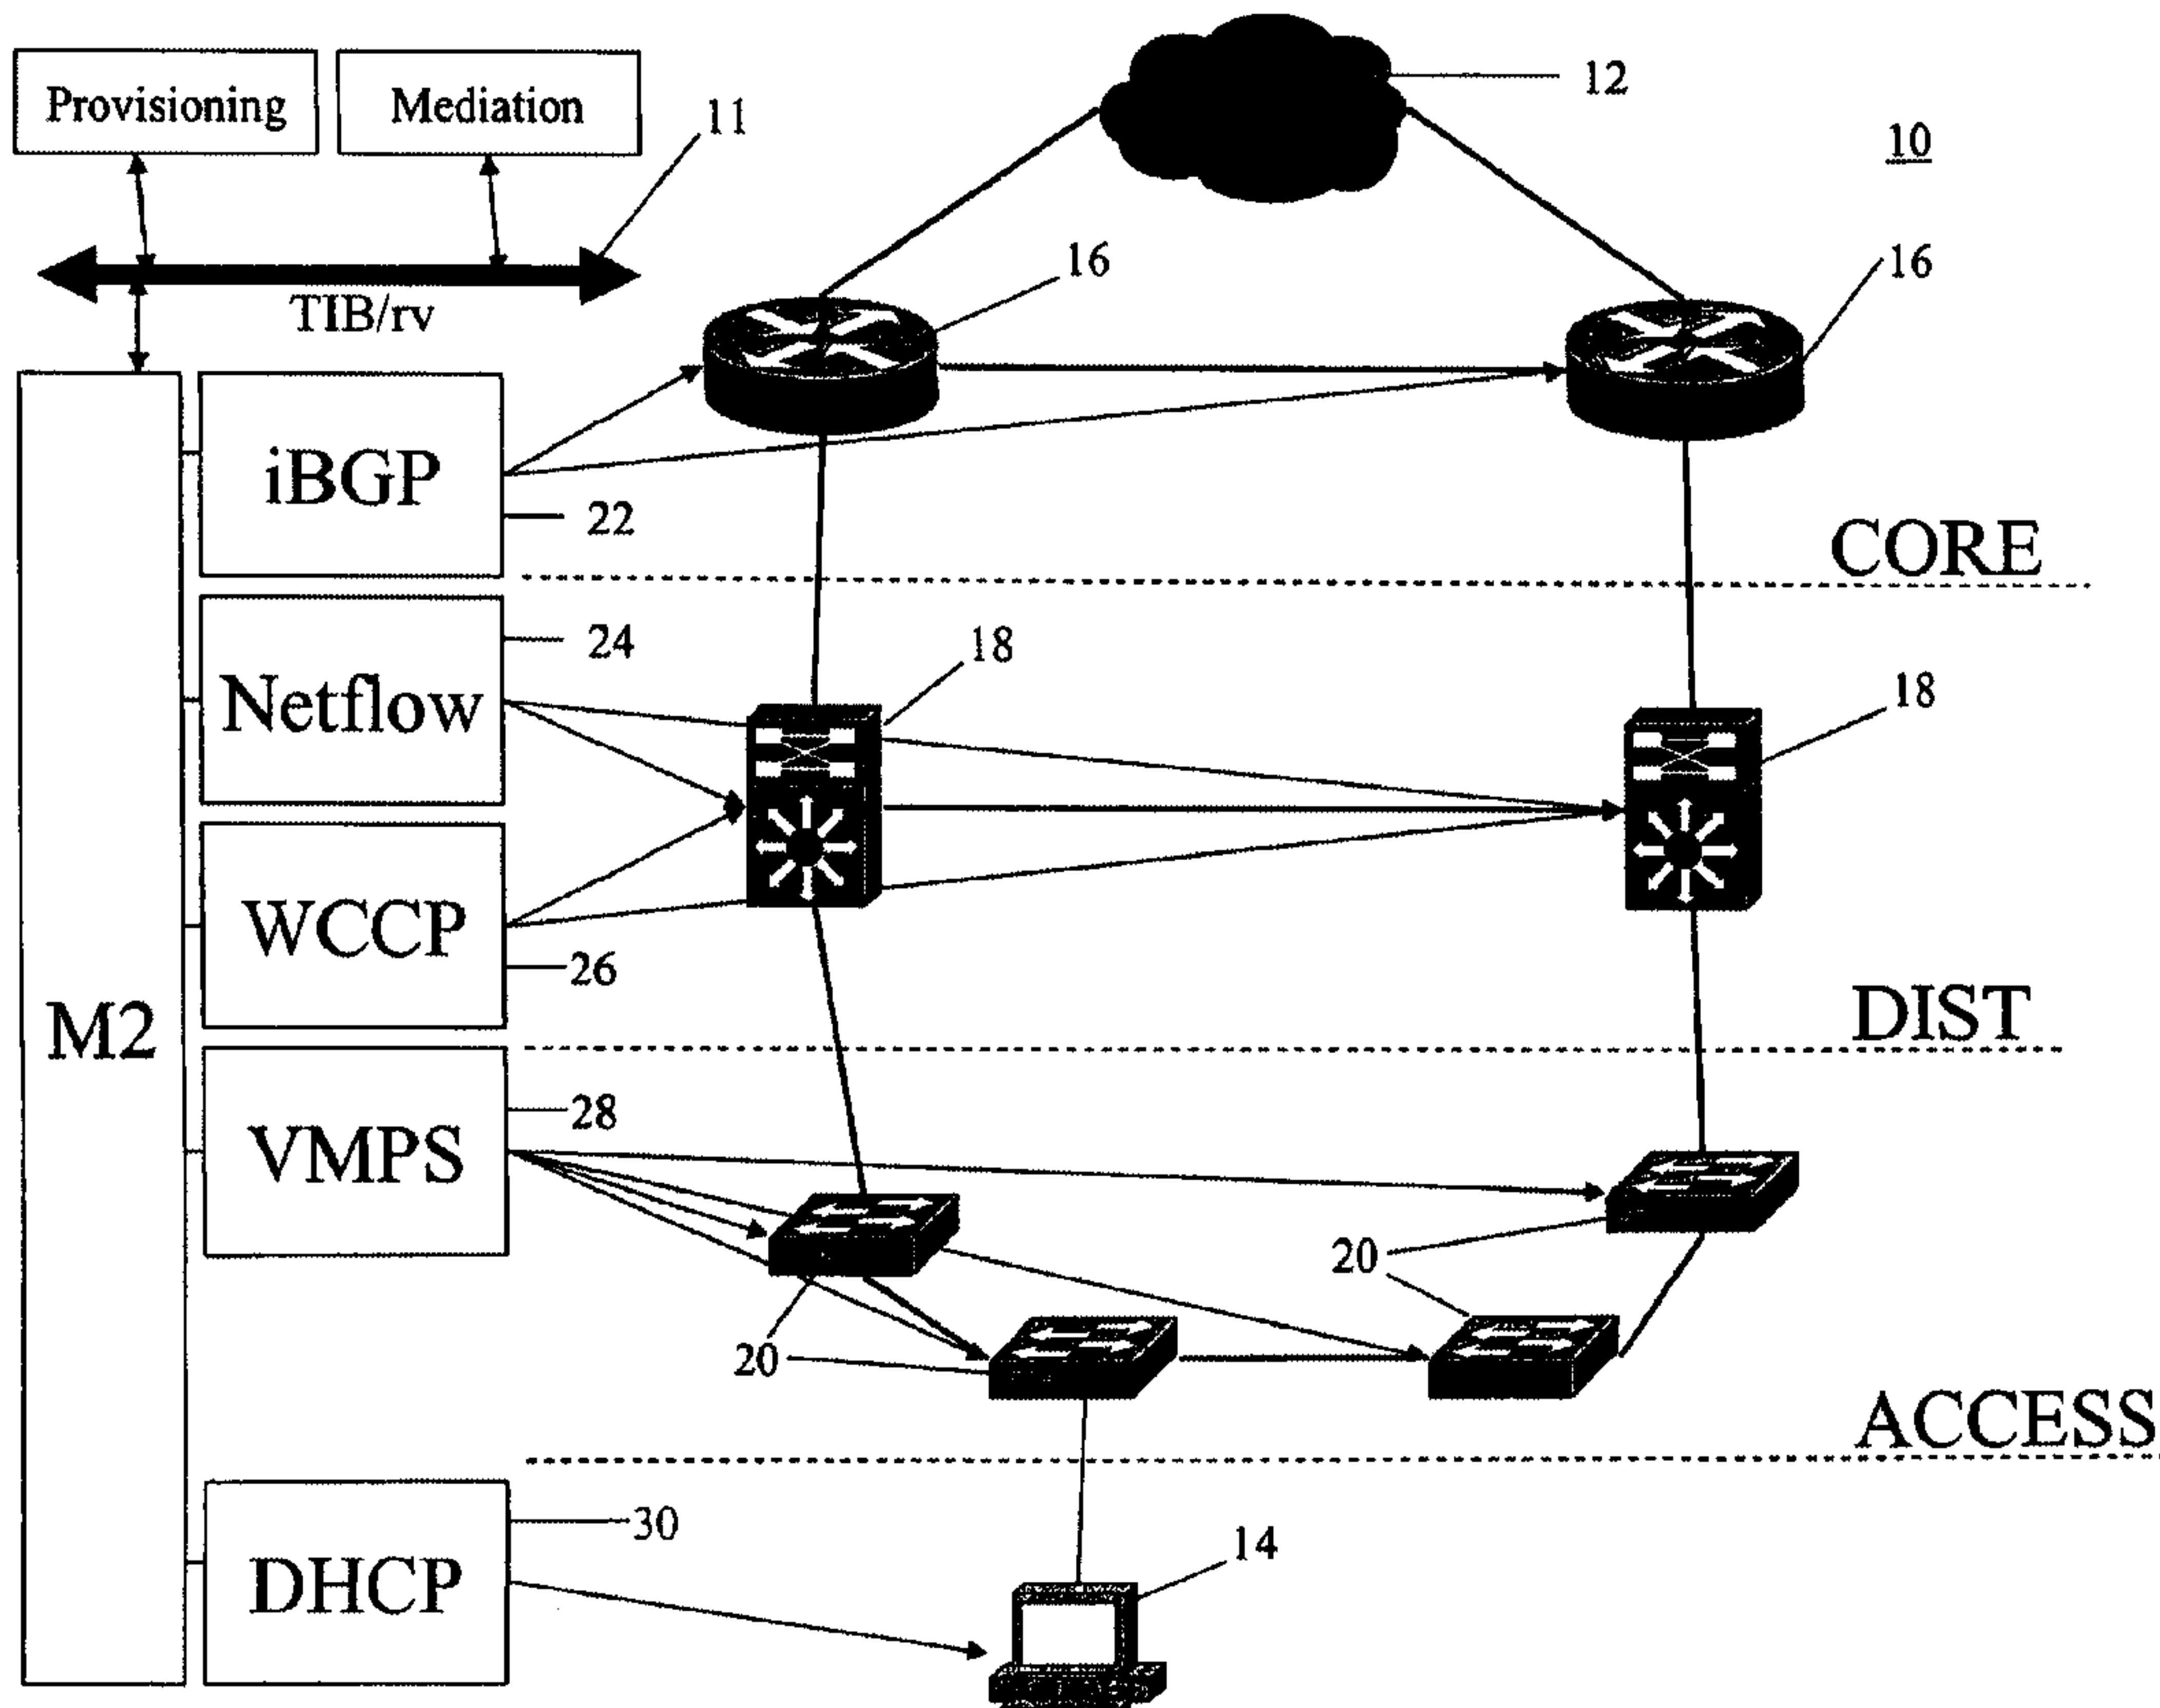 Provisioning
Mediation
11
12
10
TIB/rv
16
16
iBGP
22
CORE
24
Netflow
18
18
WCCP
26
M2
DIST
28
VMPS
20
20
ACCESS
30
DHCP
14